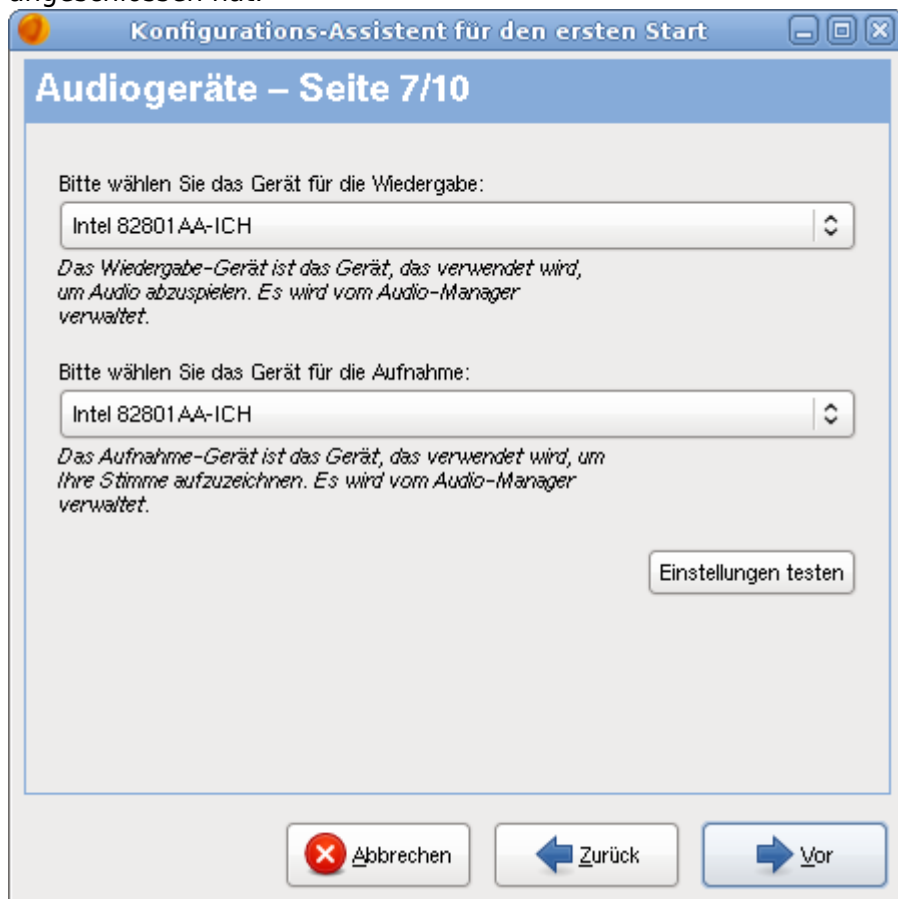 angeschlossen hat.
Konfigurations-Assistent für den ersten Start
Audiogeräte – Seite 7/10
Bitte wählen Sie das Gerät für die Wiedergabe:
Intel 82801AA-ICH
Das Wiedergabe-Gerät ist das Gerät, das verwendet wird,
um Audio abzuspielen. Es wird vom Audio-Manager
verwaltet.
Bitte wählen Sie das Gerät für die Aufnahme:
Intel 82801AA-ICH
Das Aufnahme-Gerät ist das Gerät, das verwendet wird, um
Ihre Stimme aufzuzeichnen. Es wird vom Audio-Manager
verwaltet.
Einstellungen testen
Abbrechen
Zurück
Vor